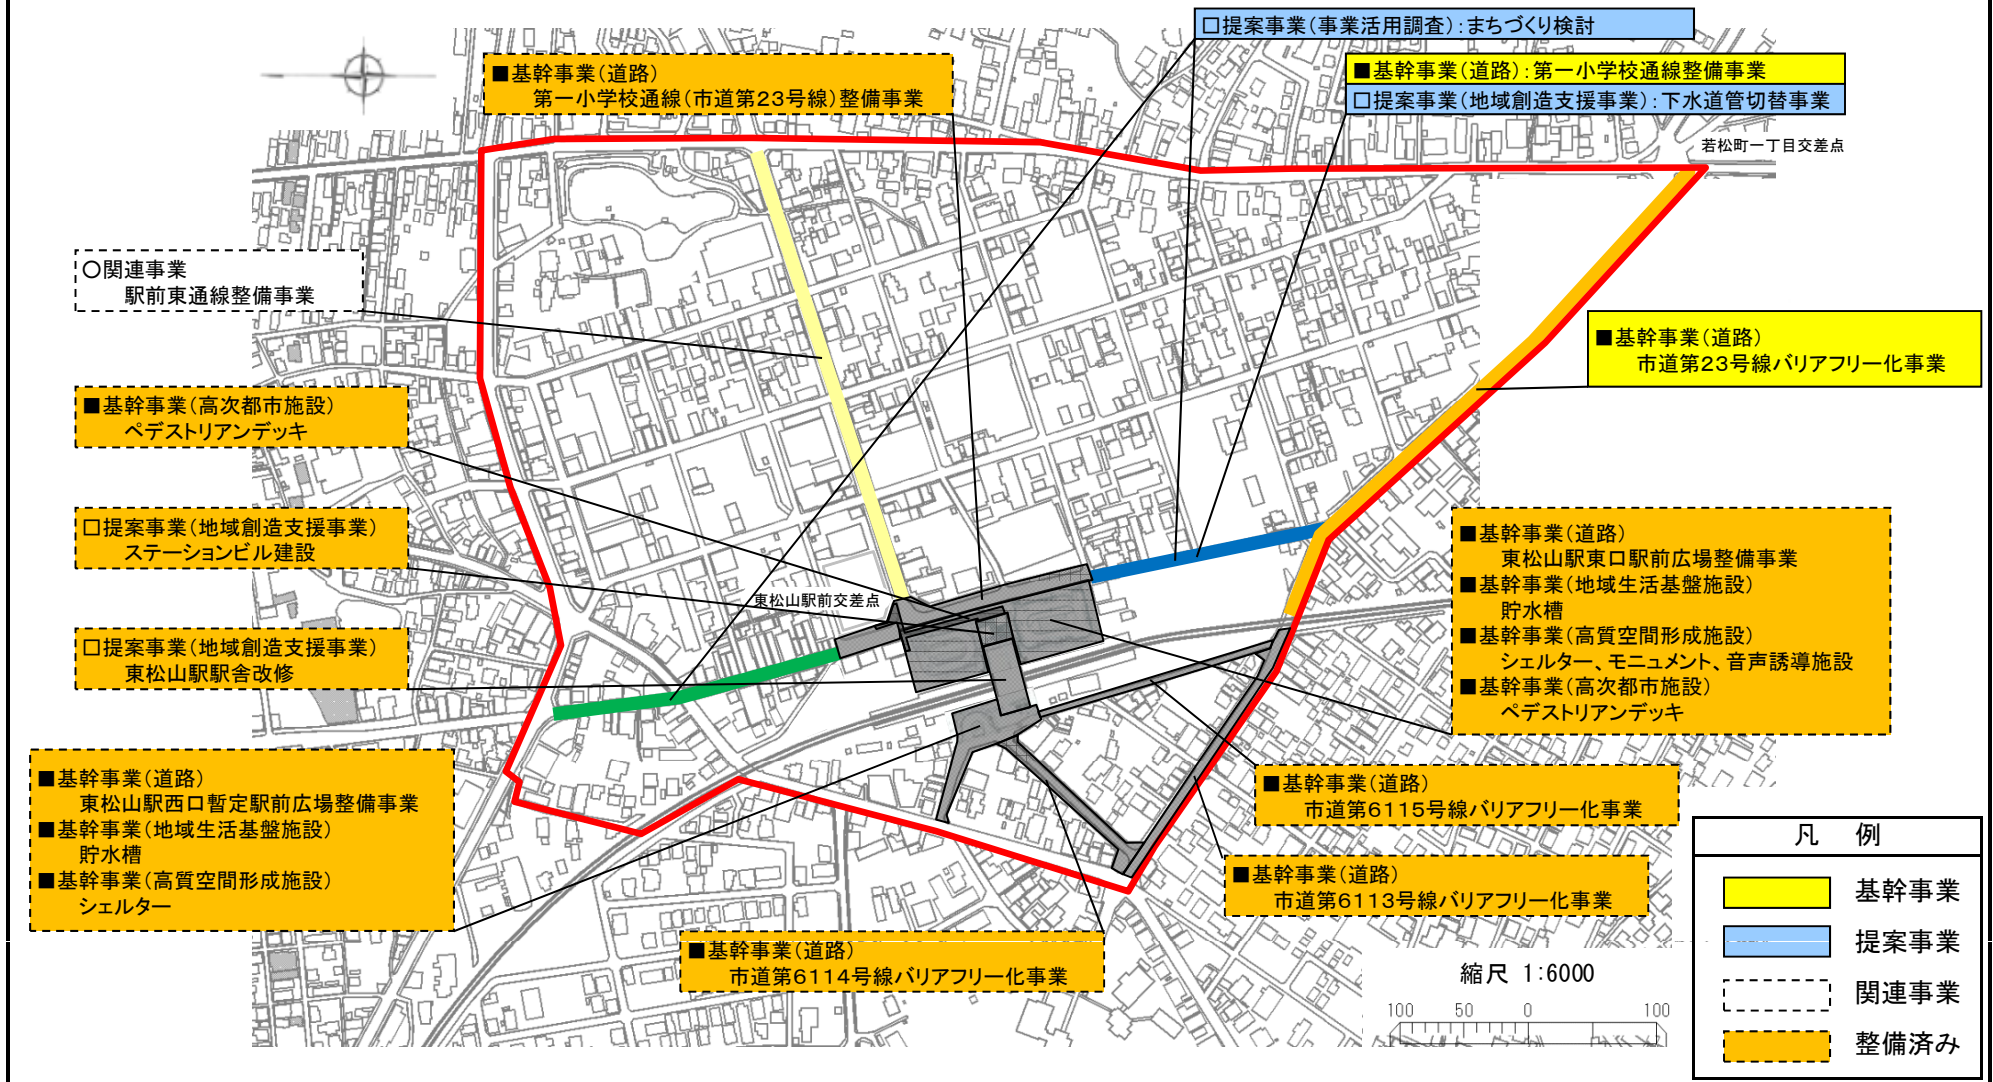 □提案事業(事業活用調査):まちづくり検討
■基幹事業(道路)
第一小学校通線(市道第23号線)整備事業
■基幹事業(道路):第一小学校通線整備事業
□提案事業(地域創造支援事業):下水道管切替事業
若松町一丁目交差点
○関連事業
駅前東通線整備事業
■基幹事業(道路)
市道第23号線バリアフリー化事業
■基幹事業(高次都市施設)
ペデストリアンデッキ
□提案事業(地域創造支援事業)
ステーションビル建設
■基幹事業(道路)
東松山駅東口駅前広場整備事業
■基幹事業(地域生活基盤施設)
貯水槽
■基幹事業(高質空間形成施設)
シェルター、モニュメント、音声誘導施設
■基幹事業(高次都市施設)
ペデストリアンデッキ
東松山駅前交差点
□提案事業(地域創造支援事業)
東松山駅駅舎改修
■基幹事業(道路)
東松山駅西口暫定駅前広場整備事業
■基幹事業(地域生活基盤施設)
貯水槽
■基幹事業(高質空間形成施設)
シェルター
■基幹事業(道路)
市道第6115号線バリアフリー化事業
■基幹事業(道路)
市道第6113号線バリアフリー化事業
■基幹事業(道路)
市道第6114号線バリアフリー化事業
縮尺 1:6000
100 50 0 100
凡 例
基幹事業
提案事業
関連事業
整備済み